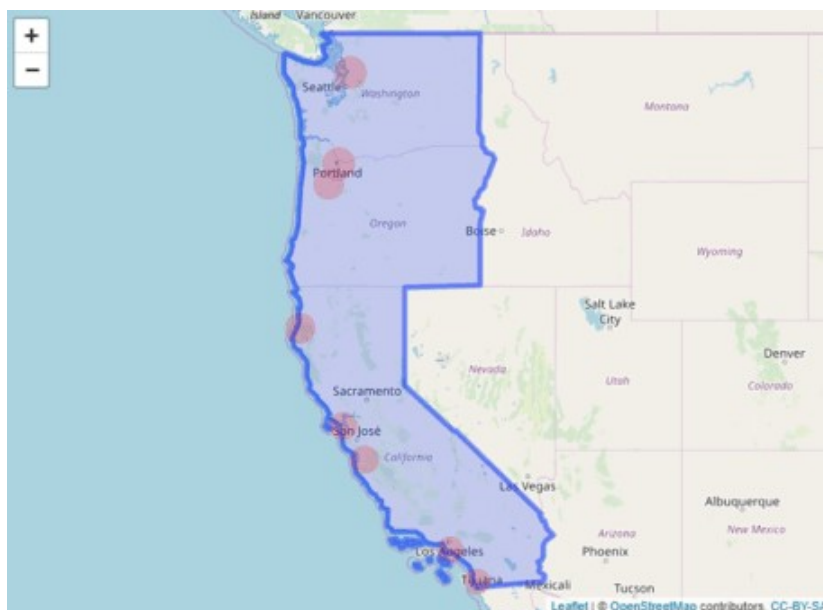 Island
Vancouver
+
−
Seattle
Washington
Montana
Portland
Oregon
Boise
Idaho
Wyoming
Salt Lake
City
Denver
Nevada
Utah
Colorado
Sacramento
San José
California
Las Vegas
Albuquerque
Los Angeles
Arizona
New Mexico
Phoenix
Tijuana
Mexicali
Tucson
Leaflet | © OpenStreetMap contributors, CC-BY-SA